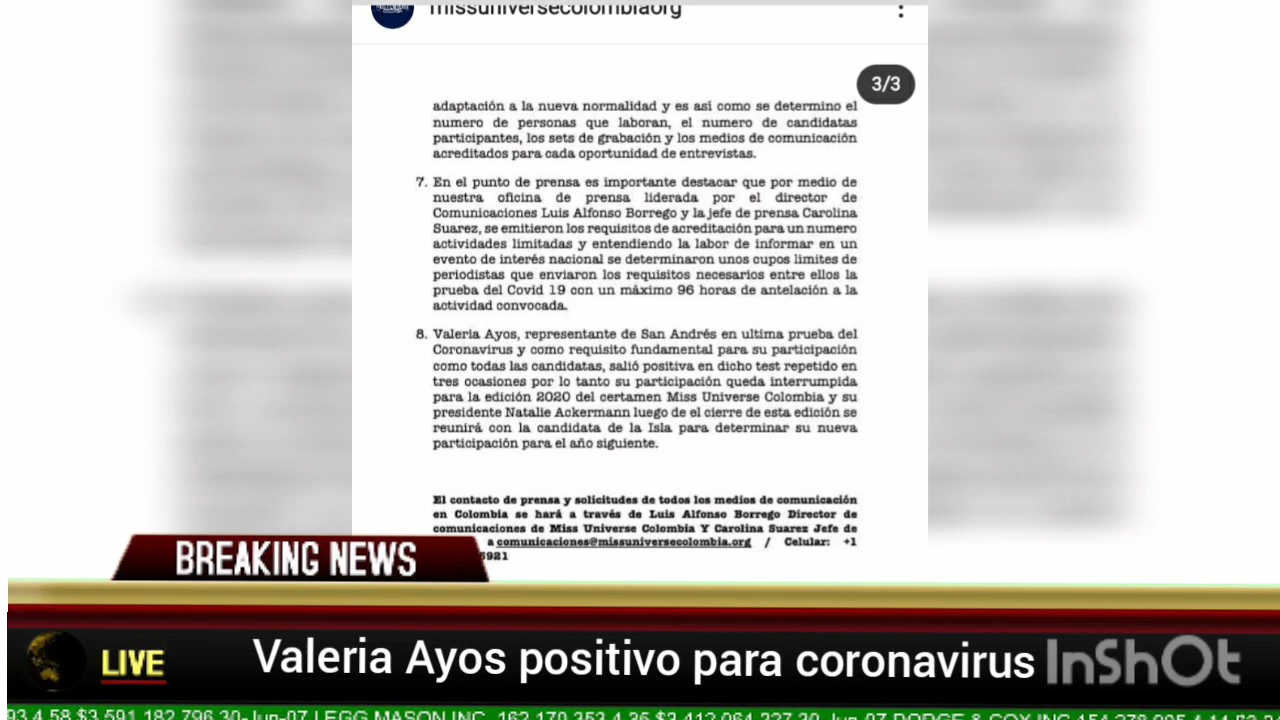 missuniversecolombiaorg
3/3
adaptación a la nueva normalidad y es así como se determino el
numero de personas que laboran, el numero de candidatas
participantes, los sets de grabación y los medios de comunicación
acreditados para cada oportunidad de entrevistas.
7. En el punto de prensa es importante destacar que por medio de
nuestra oficina de prensa liderada por el director de
Comunicaciones Luis Alfonso Borrego y la jefe de prensa Carolina
Suarez, se emitieron los requisitos de acreditación para un numero
actividades limitadas y entendiendo la labor de informar en un
evento de interés nacional se determinaron unos cupos limites de
periodistas que enviaron los requisitos necesarios entre ellos la
prueba del Covid 19 con un máximo 96 horas de antelación a la
actividad convocada.
8. Valeria Ayos, representante de San Andrés en ultima prueba del
Coronavirus y como requisito fundamental para su participación
como todas las candidatas, salió positiva en dicho test repetido en
tres ocasiones por lo tanto su participación queda interrumpida
para la edición 2020 del certamen Miss Universe Colombia y su
presidente Natalie Ackermann luego de el cierre de esta edición se
reunirá con la candidata de la Isla para determinar su nueva
participación para el año siguiente.
El contacto de prensa y solicitudes de todos los medios de comunicación
en Colombia se hará a través de Luis Alfonso Borrego Director de
comunicaciones de Miss Universe Colombia Y Carolina Suarez Jefe de
a comunicaciones@missuniversecolombia.org / Celular: +1
6921
BREAKING NEWS
LIVE
Valeria Ayos positivo para coronavirus
InShOt